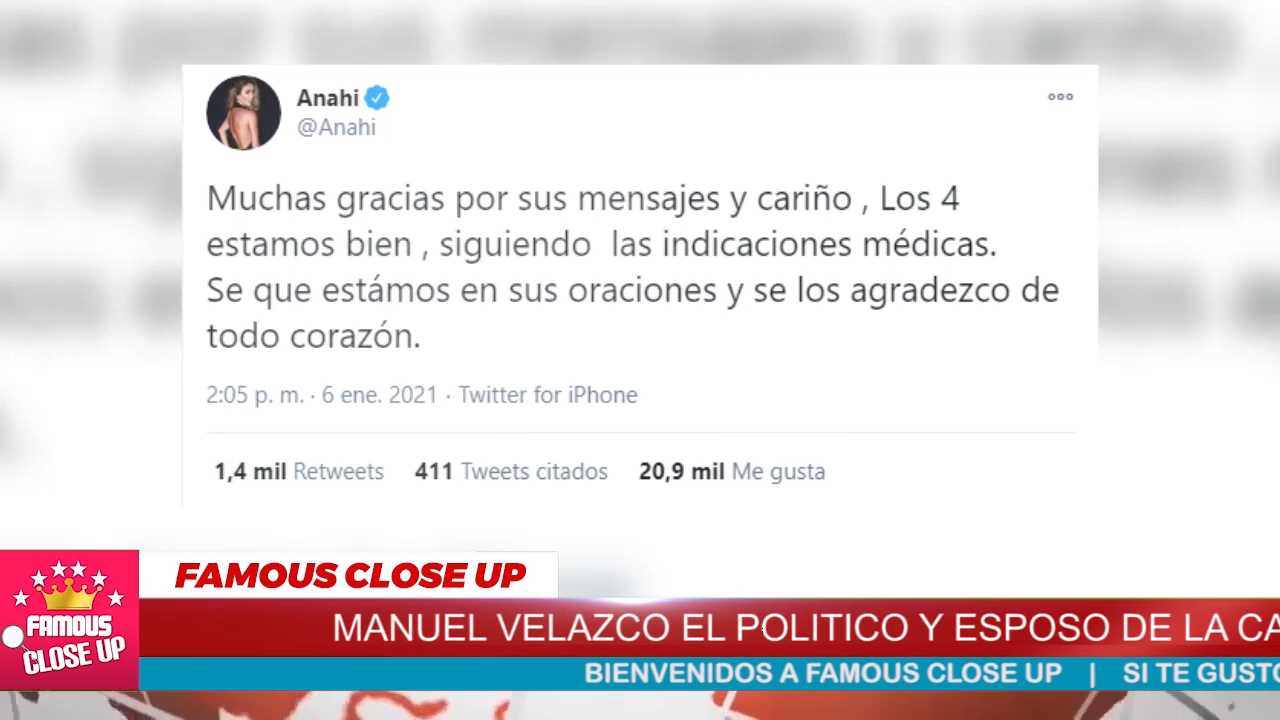 Anahi
@Anahi
Muchas gracias por sus mensajes y cariño , Los 4
estamos bien , siguiendo  las indicaciones médicas.
Se que estámos en sus oraciones y se los agradezco de
todo corazón.
2:05 p. m. · 6 ene. 2021 · Twitter for iPhone
1,4 mil Retweets 411 Tweets citados 20,9 mil Me gusta
FAMOUS CLOSE UP
FAMOUS
CLOSE UP
MANUEL VELAZCO EL POLITICO Y ESPOSO DE LA CA
BIENVENIDOS A FAMOUS CLOSE UP | SI TE GUSTO